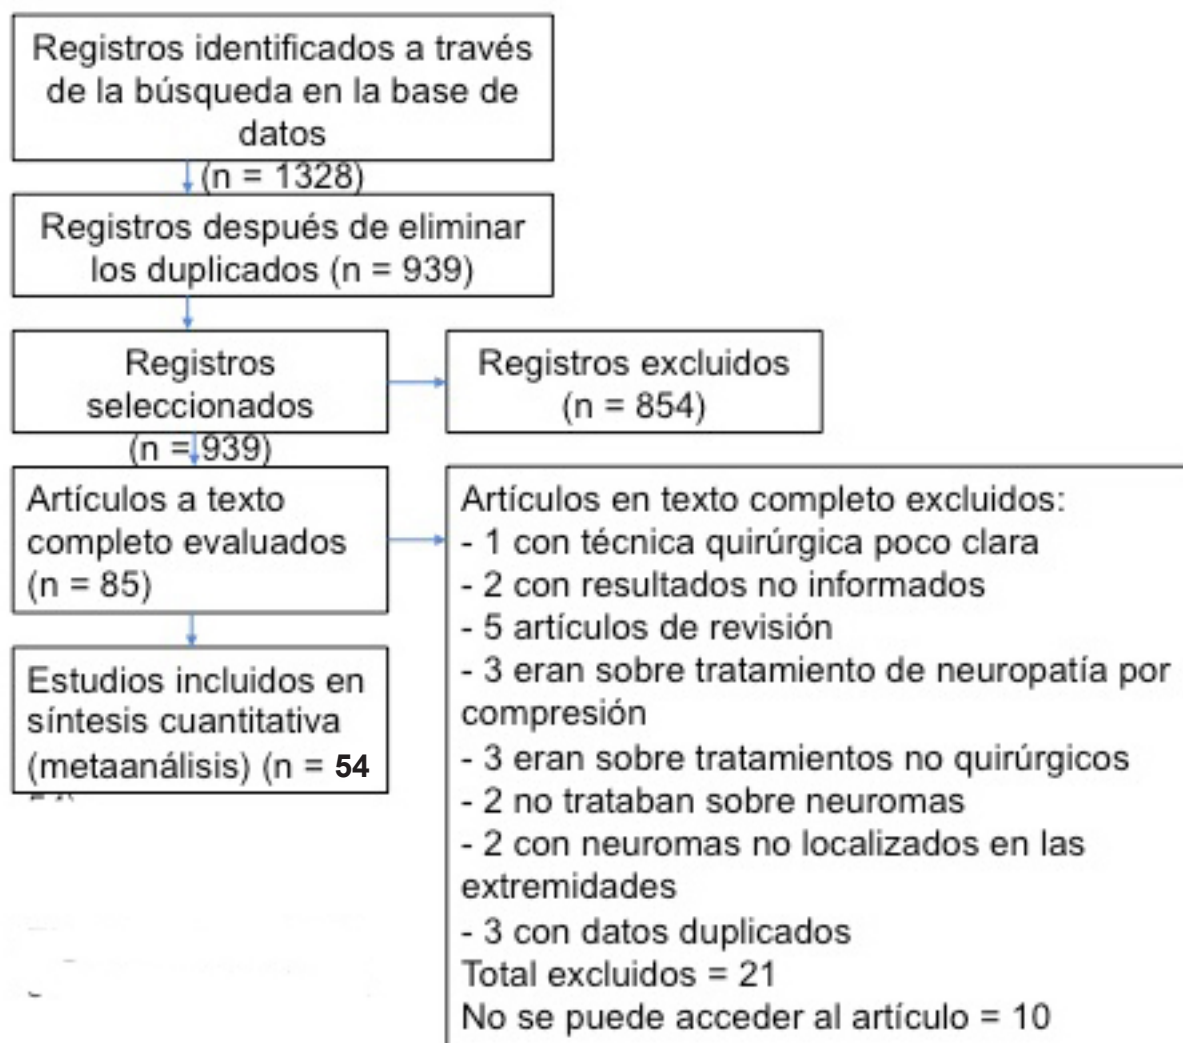 Registros identificados a través
de la búsqueda en la base de
datos
(n = 1328)
Registros después de eliminar
los duplicados (n = 939)
Registros
seleccionados
(n = 939)
Registros excluidos
(n = 854)
Artículos a texto
completo evaluados
(n = 85)
Artículos en texto completo excluidos:
- 1 con técnica quirúrgica poco clara
- 2 con resultados no informados
- 5 artículos de revisión
- 3 eran sobre tratamiento de neuropatía por
compresión
- 3 eran sobre tratamientos no quirúrgicos
- 2 no trataban sobre neuromas
- 2 con neuromas no localizados en las
extremidades
- 3 con datos duplicados
Total excluidos = 21
No se puede acceder al artículo = 10
Estudios incluidos en
síntesis cuantitativa
(metaanálisis) (n = 54